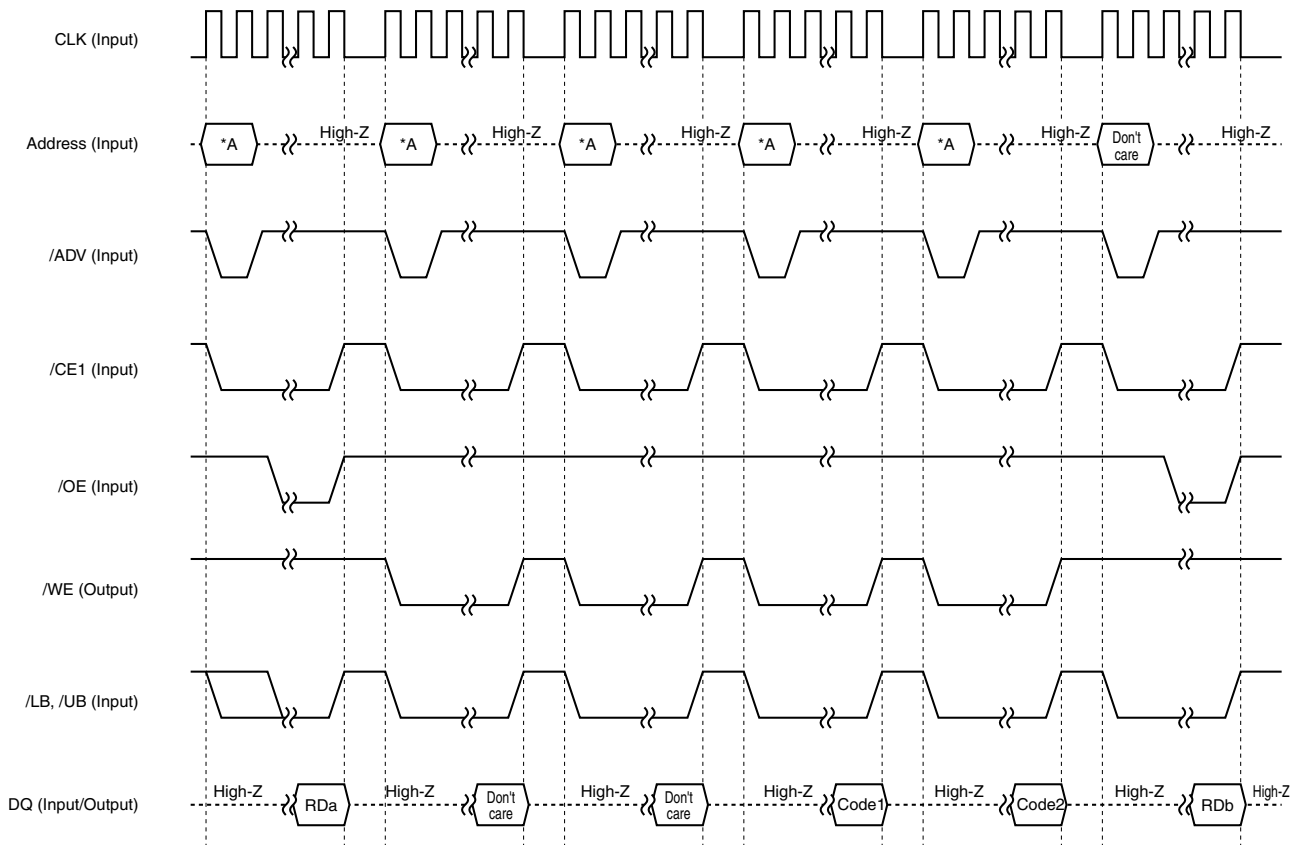 CLK (Input)
Address (Input) *A High-Z *A High-Z *A High-Z *A High-Z *A High-Z Don't care High-Z
/ADV (Input)
/CE1 (Input)
/OE (Input)
/WE (Output)
/LB, /UB (Input)
DQ (Input/Output) High-Z RDa High-Z Don't care High-Z Don't care High-Z Code1 High-Z Code2 High-Z RDb High-Z